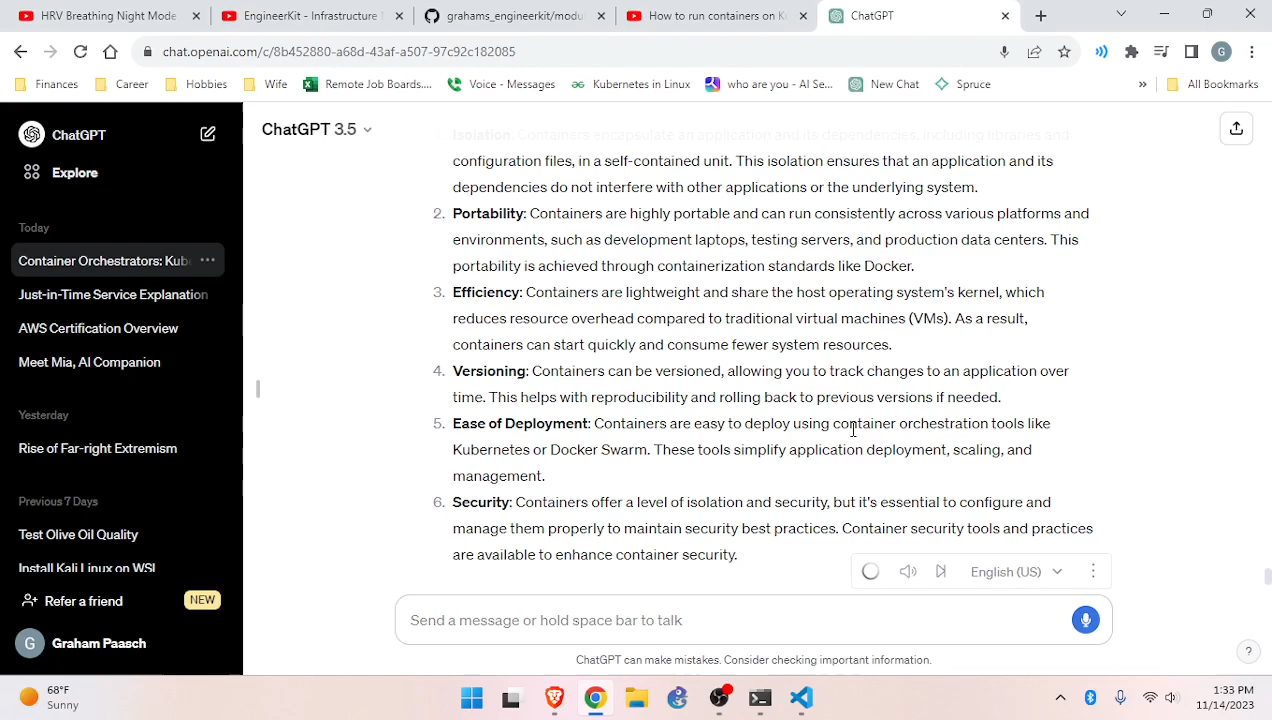 HRV Breathing Night Mode
EngineerKit - Infrastructure
grahams_engineerkit/modu
How to run containers on K
ChatGPT
chat.openai.com/c/8b452880-a68d-43af-a507-97c92c182085
G
Finances
Career
Hobbies
Wife
Remote Job Boards....
Voice - Messages
Kubernetes in Linux
who are you - AI Se...
New Chat
Spruce
»
All Bookmarks
ChatGPT
Explore
Today
Container Orchestrators: Kub
Just-in-Time Service Explanation
AWS Certification Overview
Meet Mia, AI Companion
Yesterday
Rise of Far-right Extremism
Previous 7 Days
Test Olive Oil Quality
Install Kali Linux on WSL
Refer a friend
NEW
G
Graham Paasch
ChatGPT 3.5
Isolation: Containers encapsulate an application and its dependencies, including libraries and
configuration files, in a self-contained unit. This isolation ensures that an application and its
dependencies do not interfere with other applications or the underlying system.
2. Portability: Containers are highly portable and can run consistently across various platforms and
environments, such as development laptops, testing servers, and production data centers. This
portability is achieved through containerization standards like Docker.
3. Efficiency: Containers are lightweight and share the host operating system's kernel, which
reduces resource overhead compared to traditional virtual machines (VMs). As a result,
containers can start quickly and consume fewer system resources.
4. Versioning: Containers can be versioned, allowing you to track changes to an application over
time. This helps with reproducibility and rolling back to previous versions if needed.
5. Ease of Deployment: Containers are easy to deploy using container orchestration tools like
Kubernetes or Docker Swarm. These tools simplify application deployment, scaling, and
management.
6. Security: Containers offer a level of isolation and security, but it's essential to configure and
manage them properly to maintain security best practices. Container security tools and practices
are available to enhance container security.
English (US)
Send a message or hold space bar to talk
ChatGPT can make mistakes. Consider checking important information.
?
68°F
Sunny
1:33 PM
11/14/2023